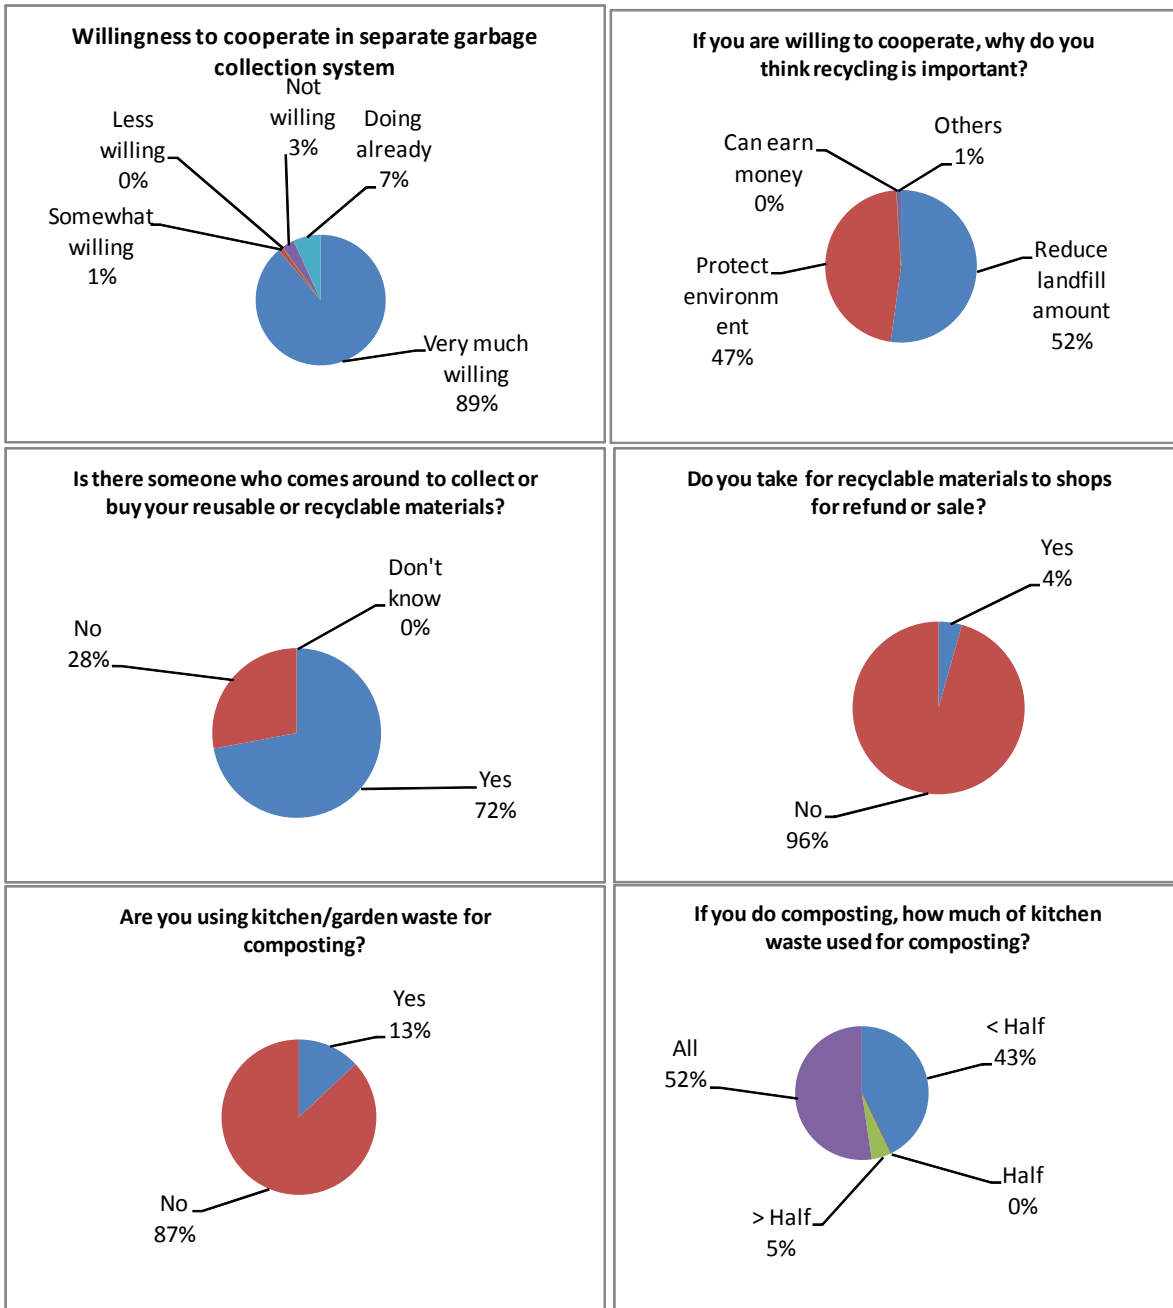 Willingness to cooperate in separate garbage
collection system
Not
willing
3%
Less
willing
0%
Doing
already
7%
Somewhat
willing
1%
Very much
willing
89%
If you are willing to cooperate, why do you
think recycling is important?
Can earn
money
0%
Others
1%
Protect
environm
ent
47%
Reduce
landfill
amount
52%
Is there someone who comes around to collect or
buy your reusable or recyclable materials?
Don't
know
0%
No
28%
Yes
72%
Do you take for recyclable materials to shops
for refund or sale?
Yes
4%
No
96%
Are you using kitchen/garden waste for
composting?
Yes
13%
No
87%
If you do composting, how much of kitchen
waste used for composting?
< Half
43%
All
52%
Half
0%
> Half
5%